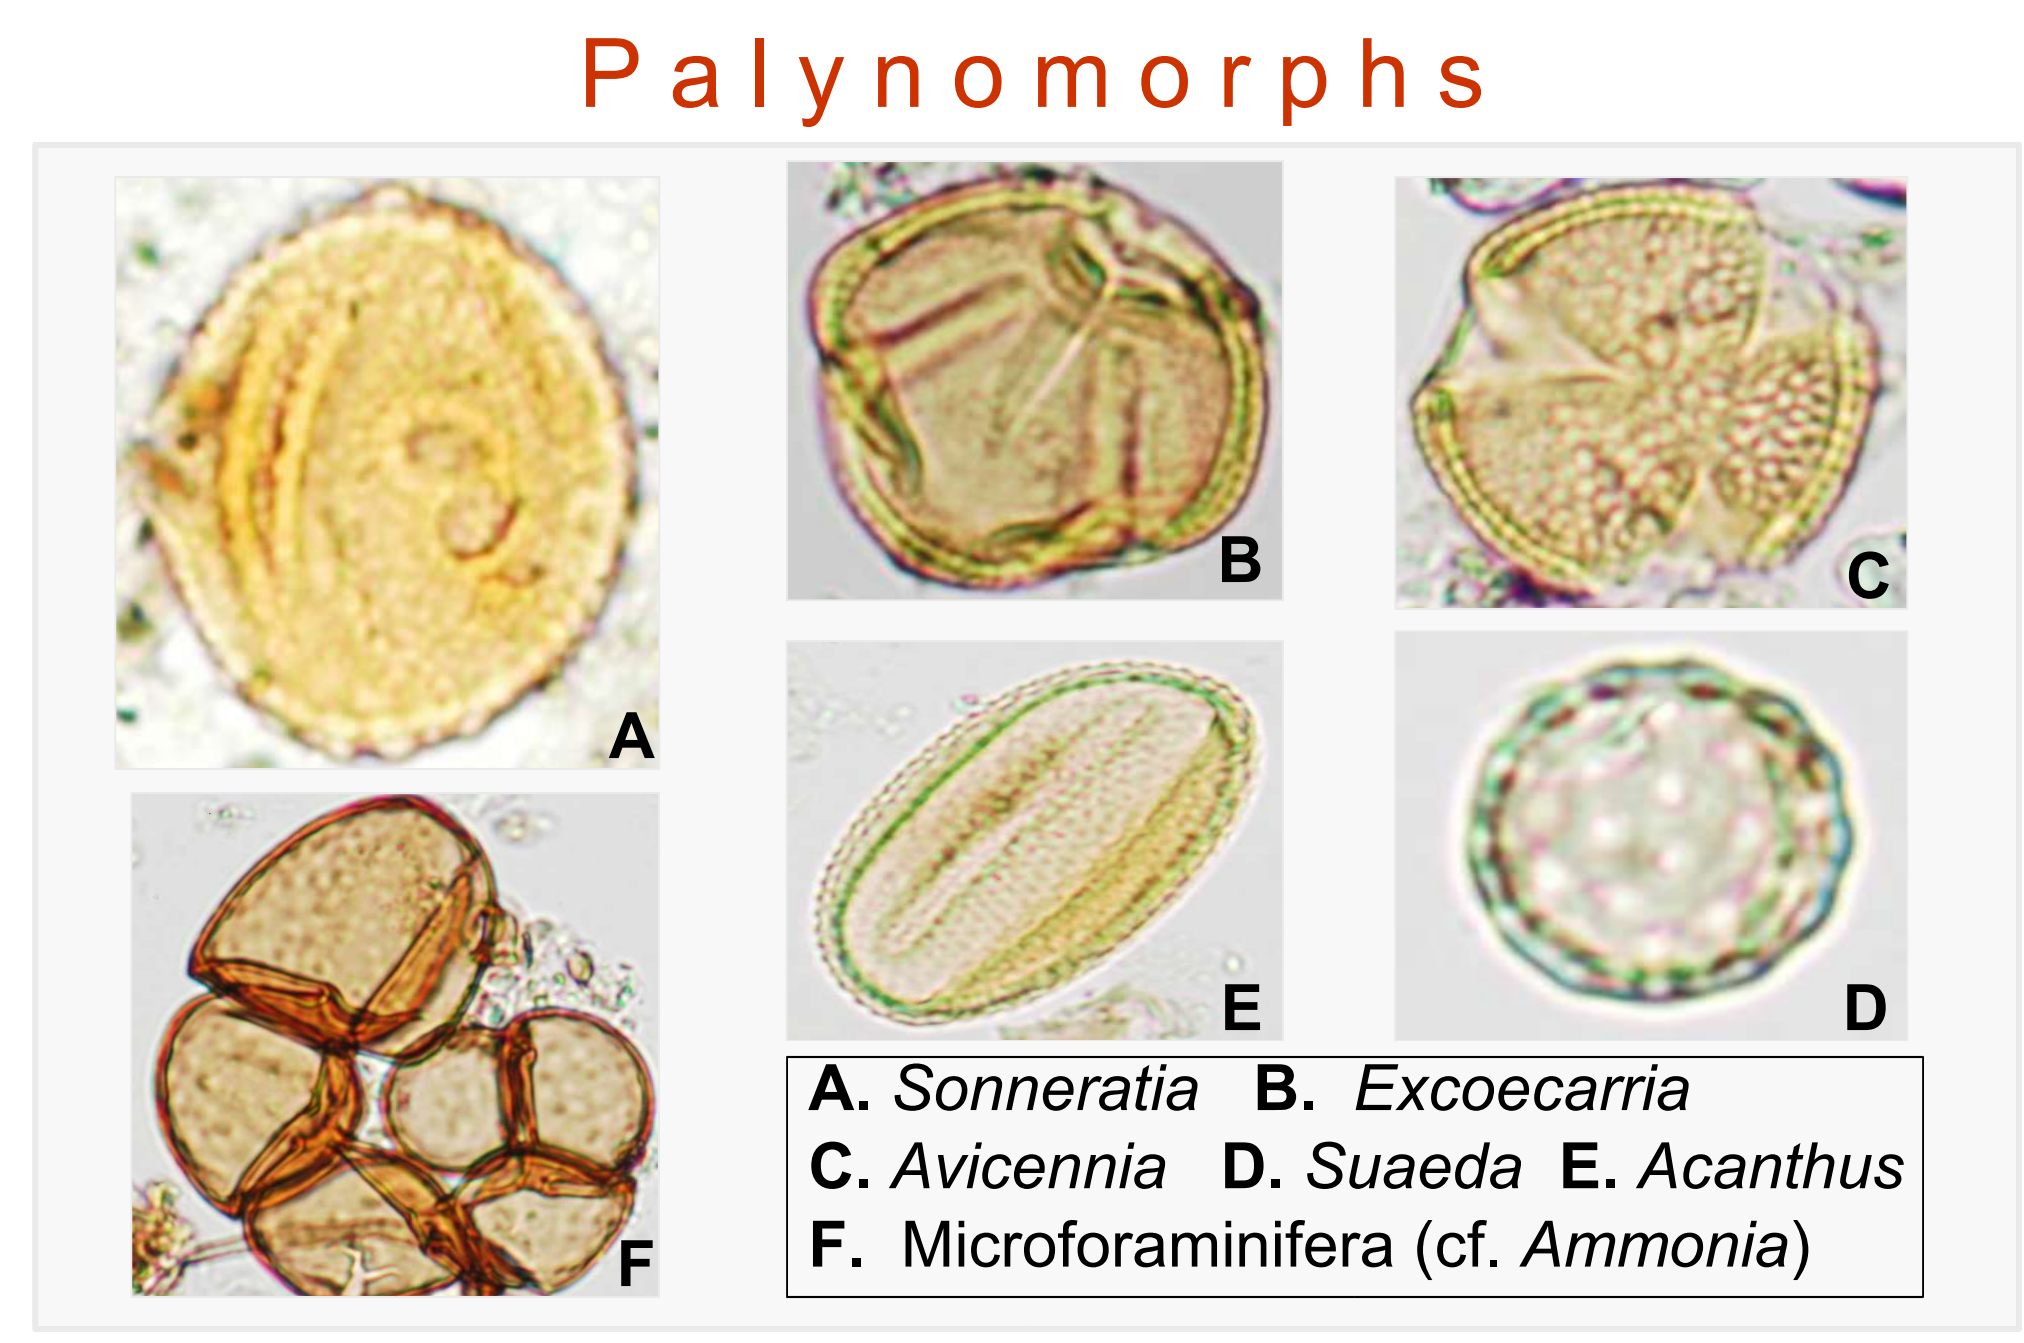 Palynomorphs
A
B
C
F
E
D
A. Sonneratia B. Excoecarria
C. Avicennia D. Suaeda E. Acanthus
F. Microforaminifera (cf. Ammonia)